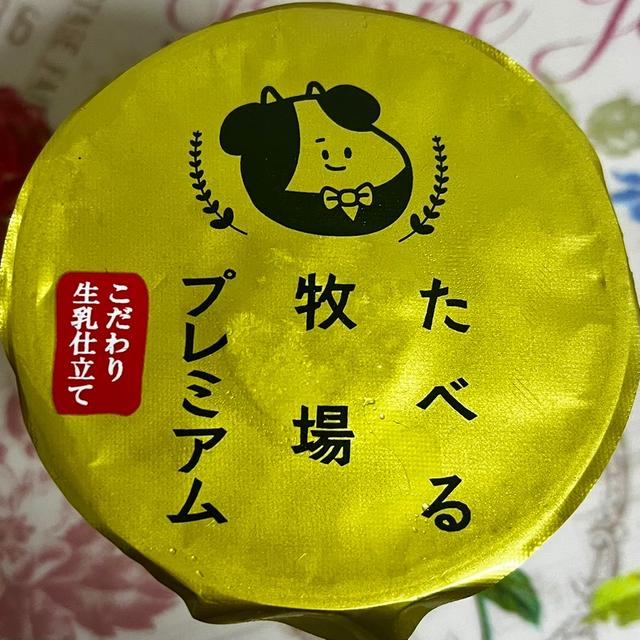 たべる
牧場
プレミアム
こだわり
生乳仕立て